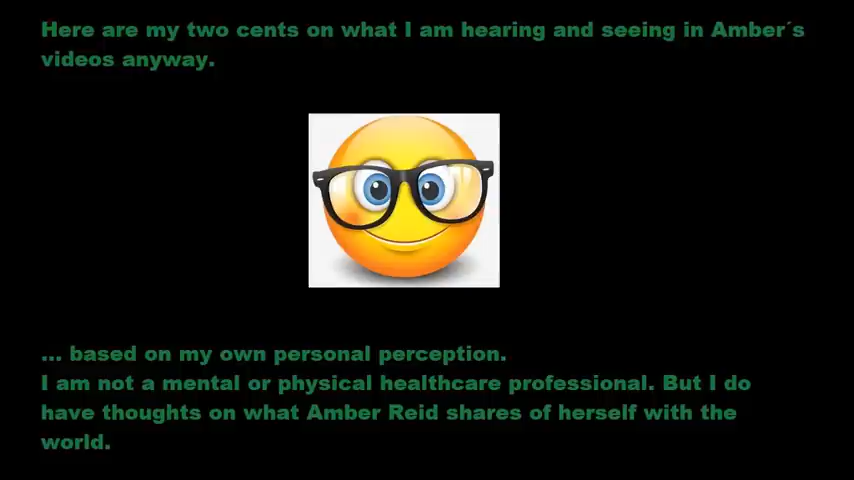 Here are my two cents on what I am hearing and seeing in Amber´s
videos anyway.
... based on my own personal perception.
I am not a mental or physical healthcare professional. But I do
have thoughts on what Amber Reid shares of herself with the
world.